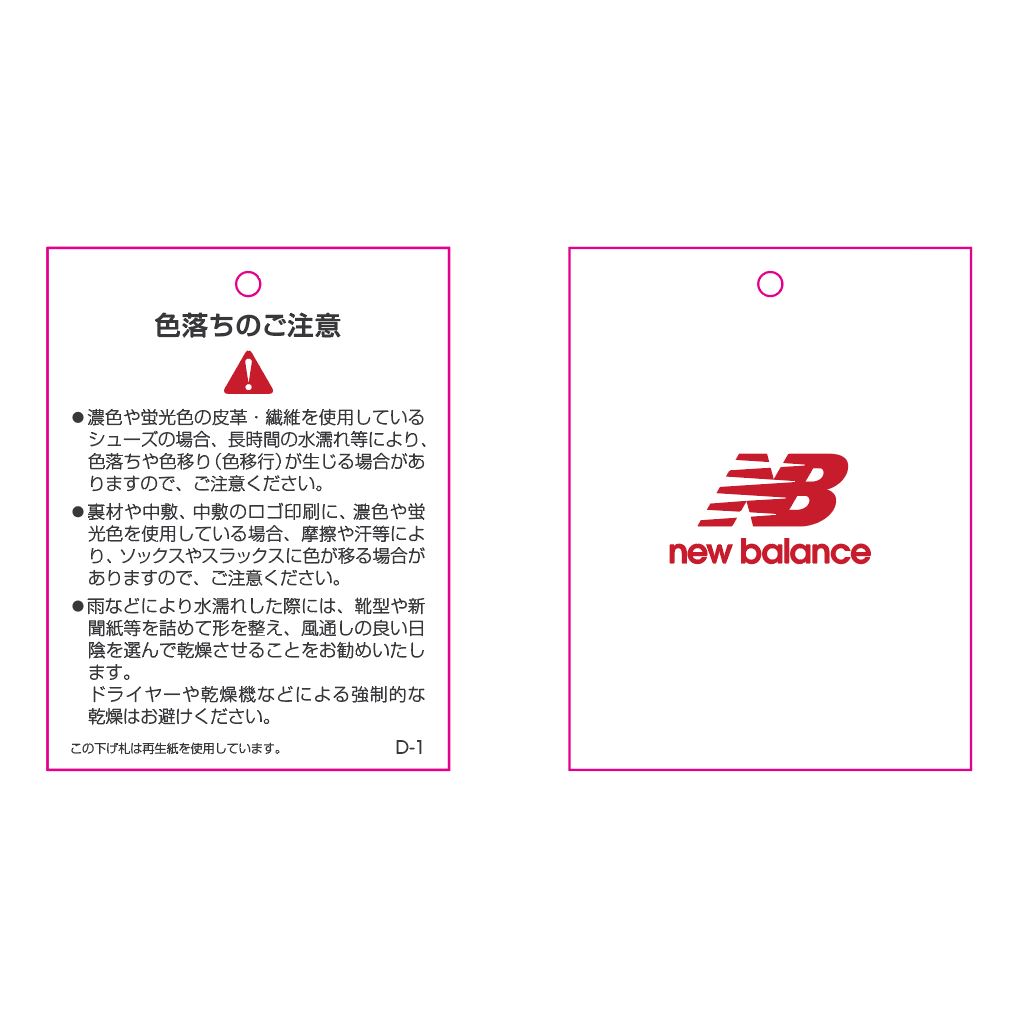 色落ちのご注意
●濃色や蛍光色の皮革・繊維を使用している
シューズの場合、長時間の水濡れ等により、
色落ちや色移り(色移行)が生じる場合があ
りますので、ご注意ください。
●裏材や中敷、中敷のロゴ印刷に、濃色や蛍
光色を使用している場合、摩擦や汗等によ
り、ソックスやスラックスに色が移る場合が
ありますので、ご注意ください。
●雨などにより水濡れした際には、靴型や新
聞紙等を詰めて形を整え、風通しの良い日
陰を選んで乾燥させることをお勧めいたし
ます。
ドライヤーや乾燥機などによる強制的な
乾燥はお避けください。
この下げ札は再生紙を使用しています。 D-1
NB
new balance